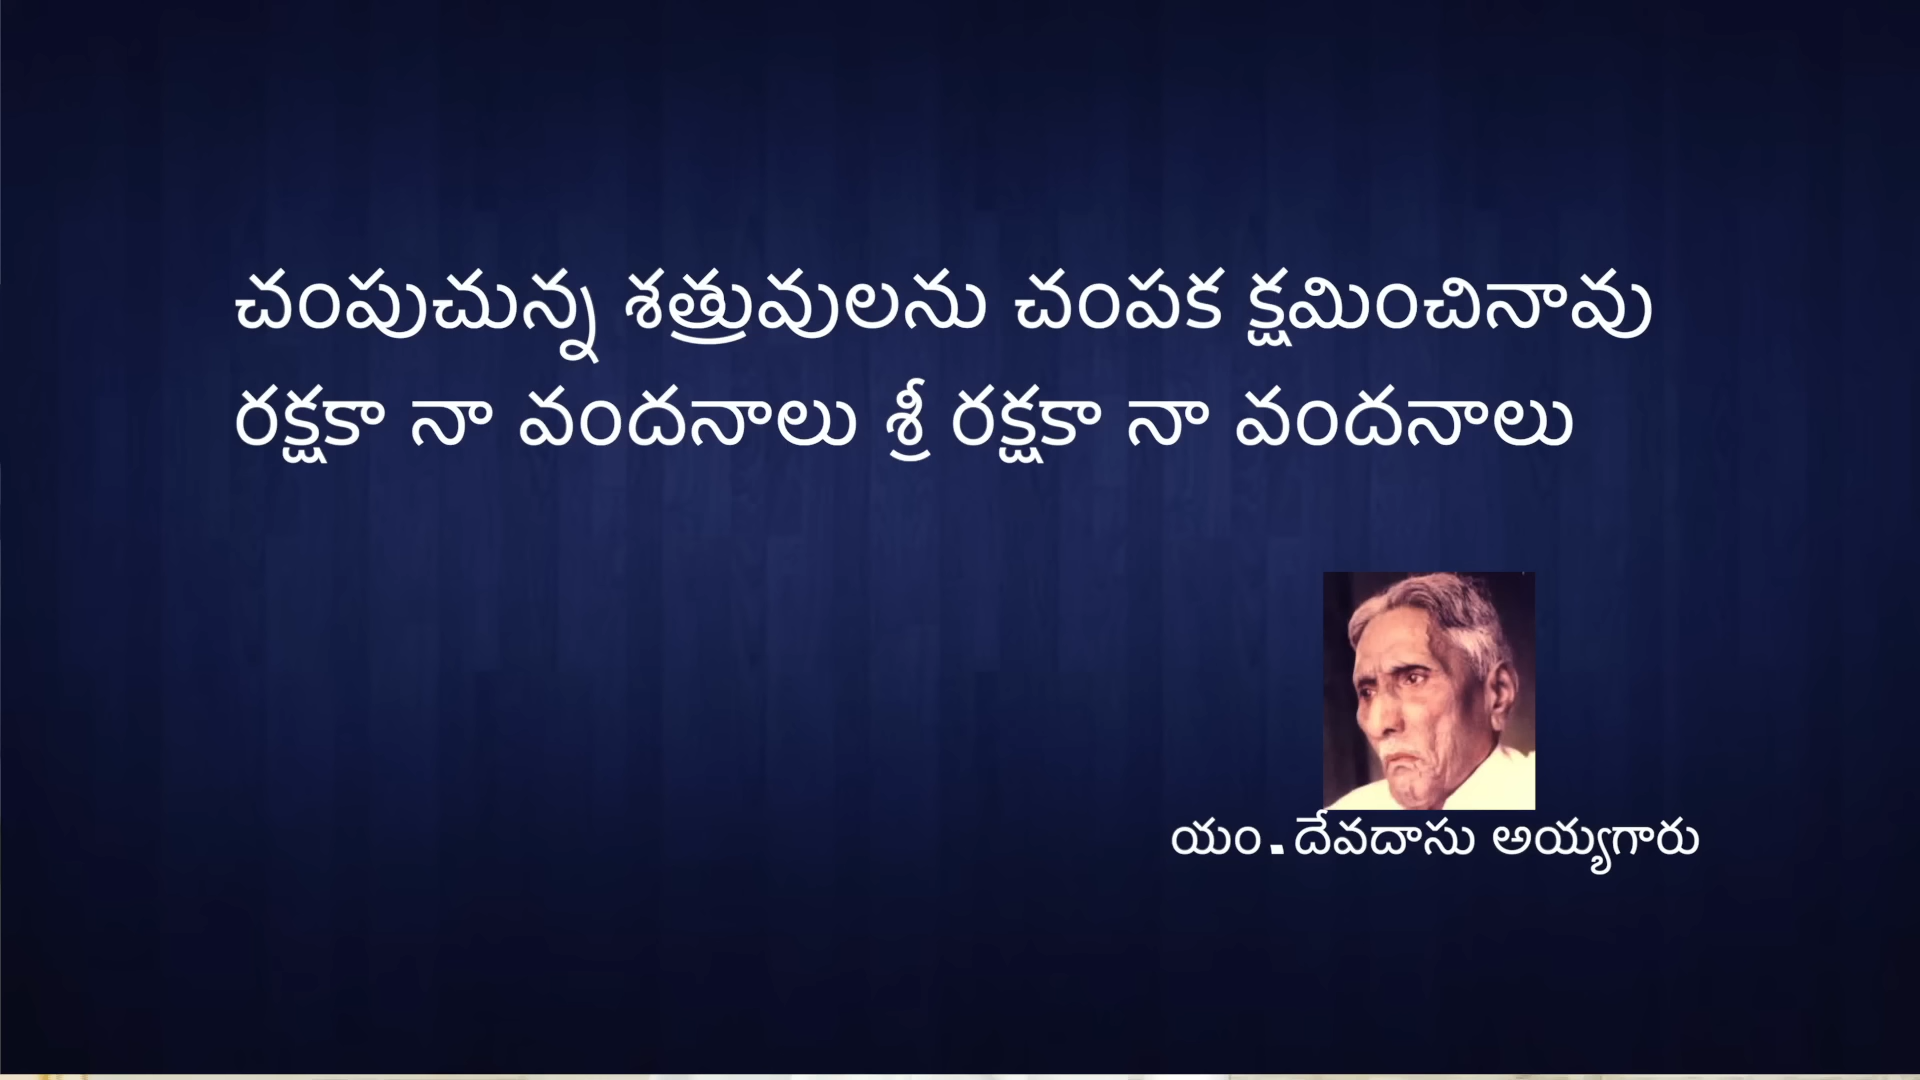 చంపుచున్న శత్రువులను చంపక క్షమించినావు
రక్షకా నా వందనాలు శ్రీ రక్షకా నా వందనాలు
యం.దేవదాసు అయ్యగారు